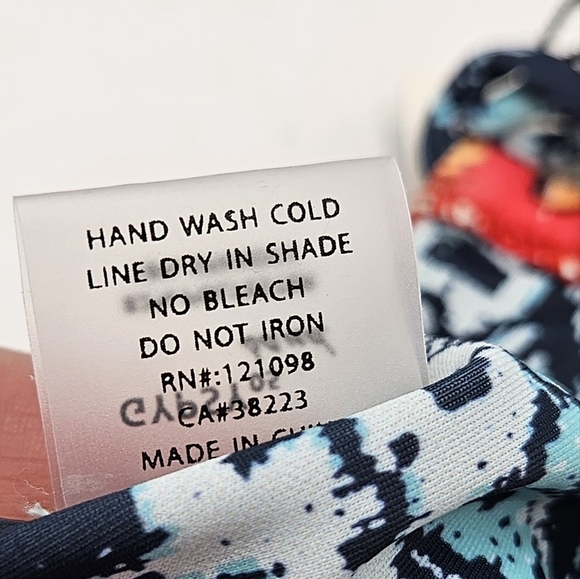 HAND WASH COLD
LINE DRY IN SHADE
NO BLEACH
DO NOT IRON
RN#:121098
CA#38223
MADE IN